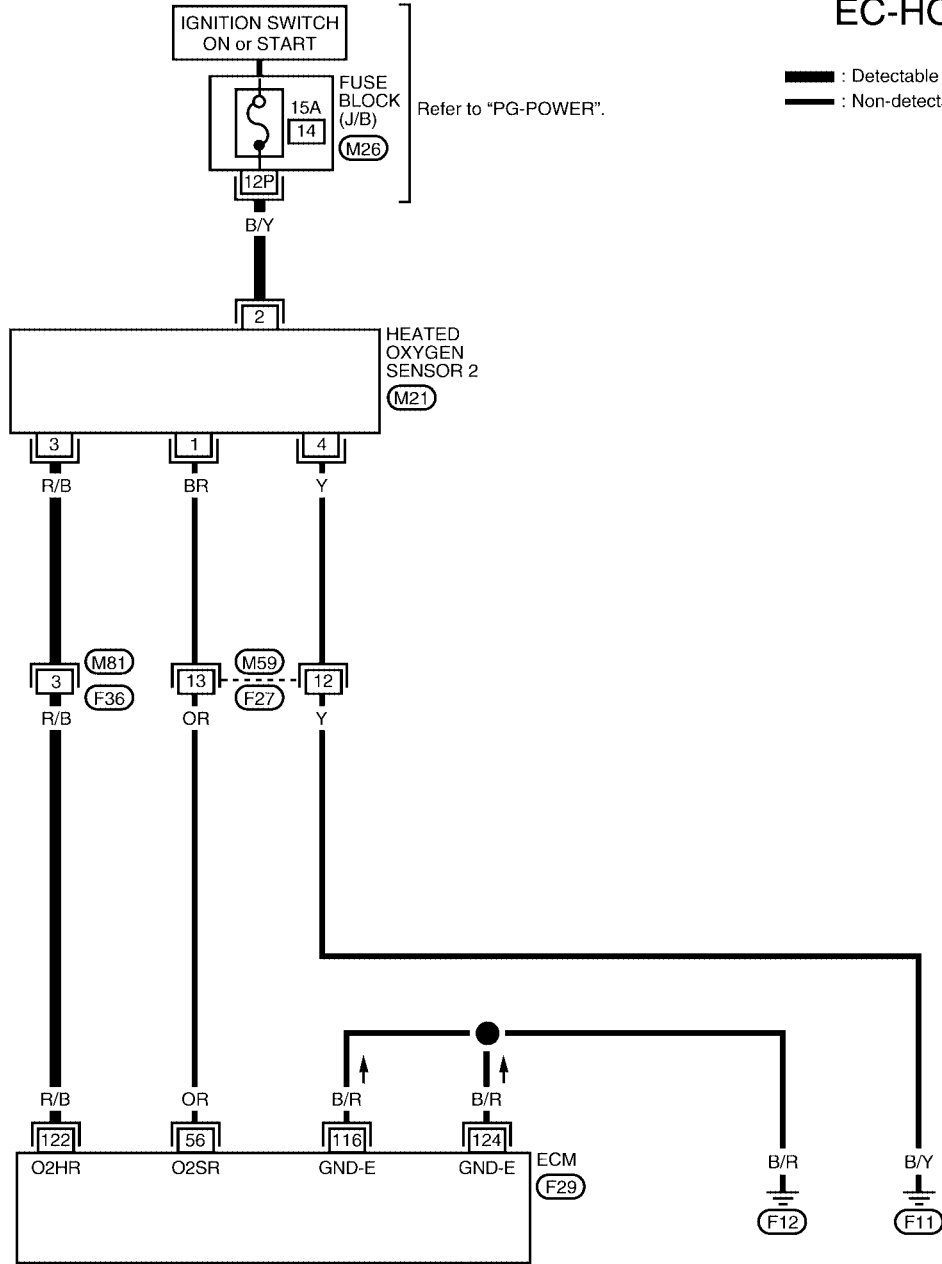 EC-HO
IGNITION SWITCH
ON or START
FUSE
BLOCK
(J/B)
15A
14
M26
Refer to "PG-POWER".
: Detectable
: Non-detect
12P
B/Y
2
HEATED
OXYGEN
SENSOR 2
M21
3 1 4
R/B BR Y
M81 M59
3 13 12
F36 F27
R/B OR Y
R/B OR B/R B/R
122 56 116 124
O2HR O2SR GND-E GND-E
ECM
F29
B/R B/Y
F12 F11